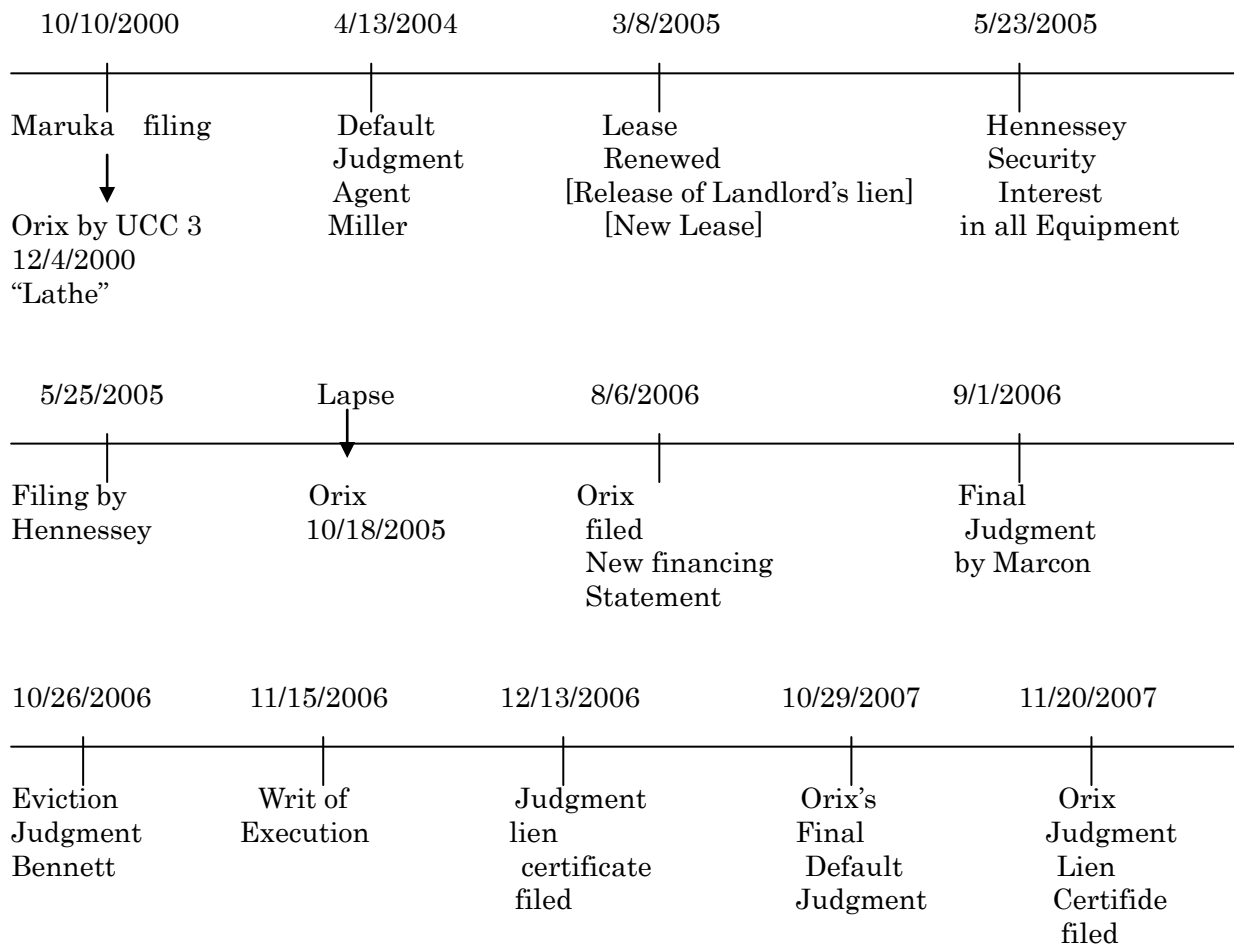 10/10/2000 4/13/2004 3/8/2005 5/23/2005
Maruka filing Default Lease Hennessey
Judgment Renewed Security
Agent [Release of Landlord's lien] Interest
Orix by UCC 3 Miller [New Lease] in all Equipment
12/4/2000
“Lathe”
5/25/2005 Lapse 8/6/2006 9/1/2006
Filing by Orix Orix Final
Hennessey 10/18/2005 filed Judgment
New financing by Marcon
Statement
10/26/2006 11/15/2006 12/13/2006 10/29/2007 11/20/2007
Eviction Writ of Judgment Orix’s Orix
Judgment Execution lien Final Judgment
Bennett certificate Default Lien
filed Judgment Certifide
filed